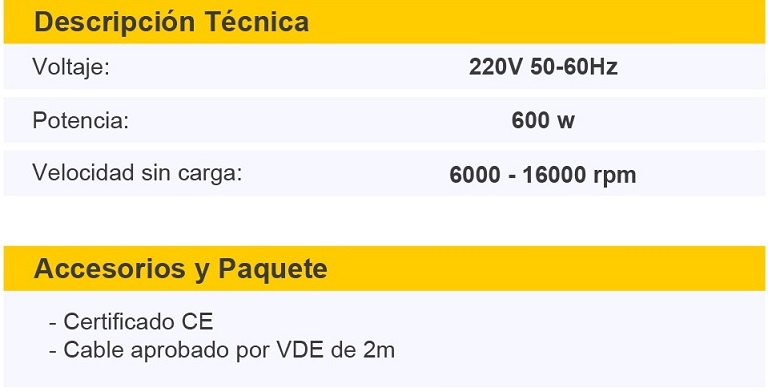 Descripción Técnica
Voltaje: 220V 50-60Hz
Potencia: 600 w
Velocidad sin carga: 6000 - 16000 rpm
Accesorios y Paquete
- Certificado CE
- Cable aprobado por VDE de 2m